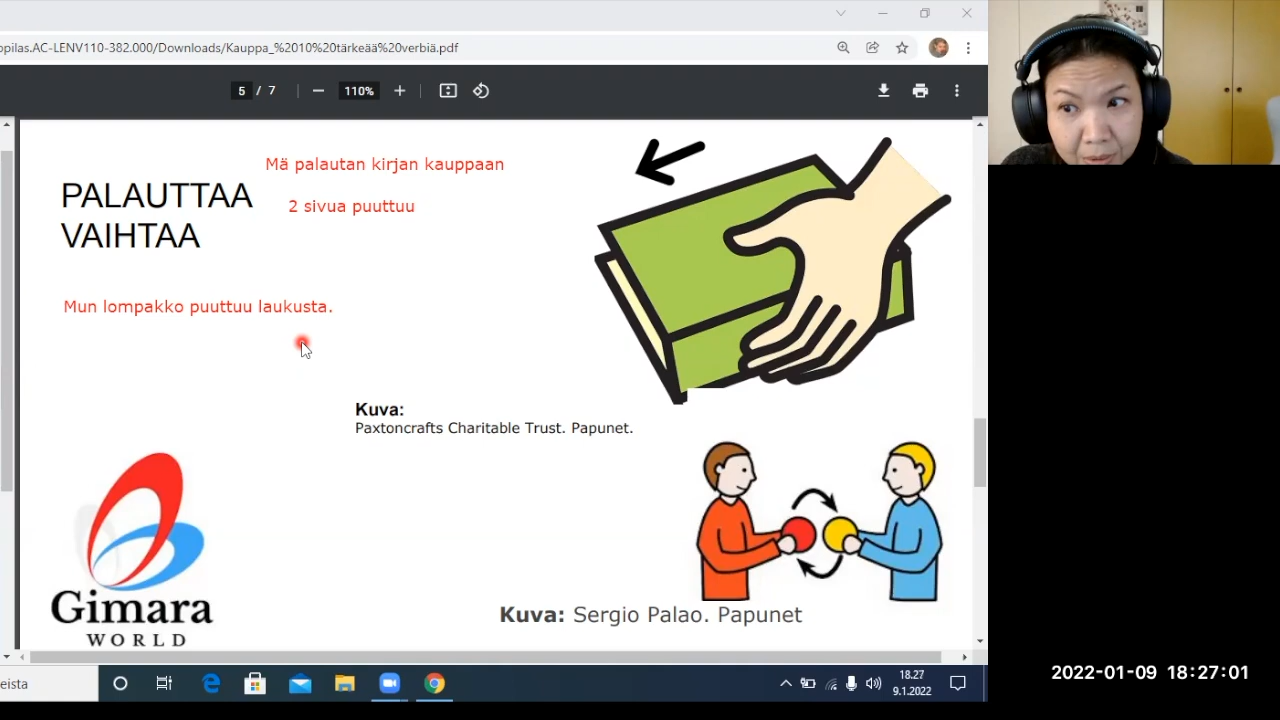 opilas.AC-LENV110-382.000/Downloads/Kauppa_%2010%20tärkeää%20verbiä.pdf
5 / 7
110%
Mä palautan kirjan kauppaan
PALAUTTAA
2 sivua puuttuu
VAIHTAA
Mun lompakko puuttuu laukusta.
Kuva:
Paxtoncrafts Charitable Trust. Papunet.
Gimara
WORLD
Kuva: Sergio Palao. Papunet
eista
18.27
9.1.2022
2022-01-09 18:27:01